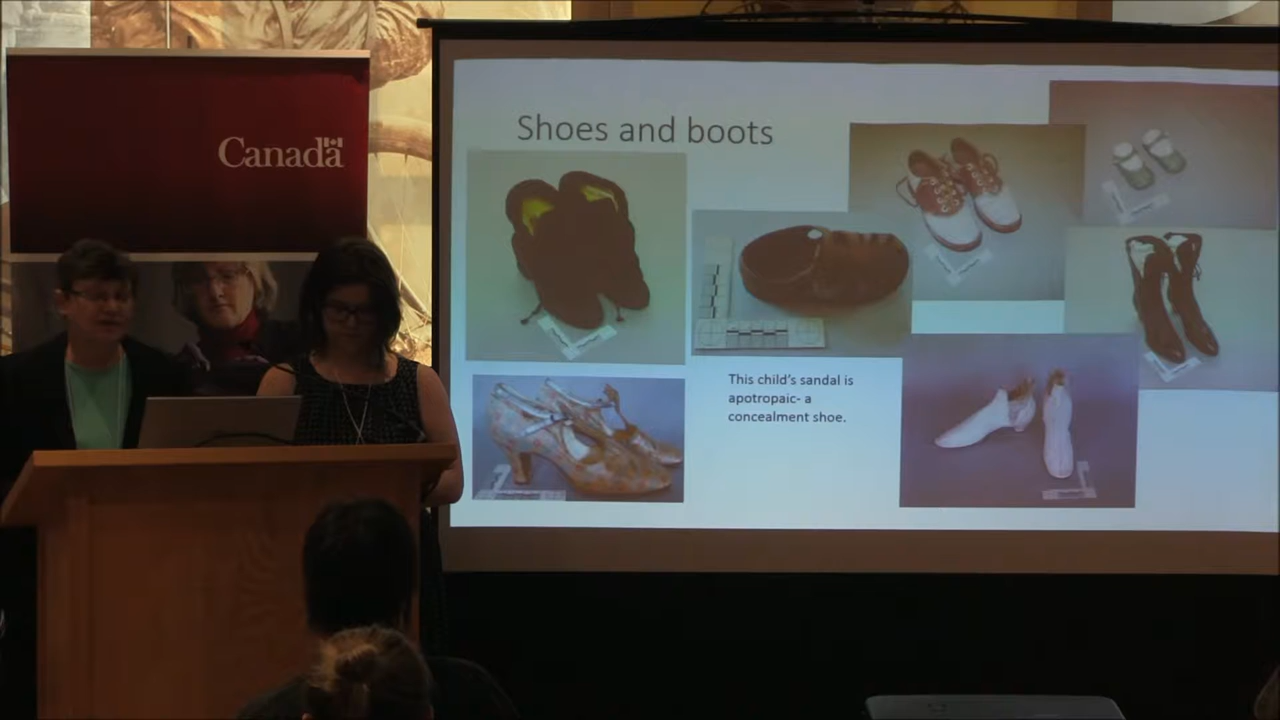 Canada
Shoes and boots
This child's sandal is
apotropaic- a
concealment shoe.